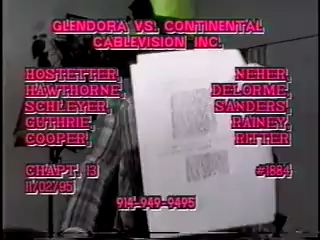 GLENDORA VS. CONTINENTAL
CABLEVISION INC.
HOSTETTER, NEHER,
HAWTHORNE, DELORME,
SCHLEYER, SANDERS,
GUTHRIE, RAINEY,
COOPER, RITTER
CHAPT. 13 #1884
11/02/95
914-949-9495